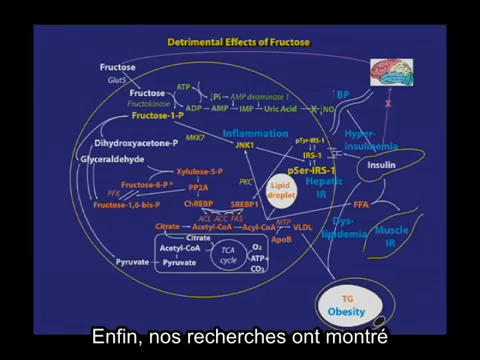 Detrimental Effects of Fructose
Fructose
Glut5
Fructose
Fructokinase
Fructose-1-P
ATP
ADP
↓Pi
AMP deaminase 1
AMP
IMP
Uric Acid
X
↓NO
↑BP
X
Hyper-
insulinemia
Insulin
Dihydroxyacetone-P
Glyceraldehyde
MKK7
Inflammation
JNK1
pTyr-IRS-1
IRS-1
pSer-IRS-1
Hepatic
IR
PKC
Lipid
droplet
Xylulose-5-P
Fructose-6-P*
PFK
PP2A
Fructose-1,6-bis-P
ChREBP
SREBP1
ACL ACC FAS
Citrate
Acetyl-CoA
Acyl-CoA
MTP
VLDL
ApoB
FFA
Dys-
lipidemia
Muscle
IR
Citrate
Acetyl-CoA
TCA
cycle
O2
ATP+
CO2
Pyruvate
Pyruvate
TG
Obesity
Enfin, nos recherches ont montré